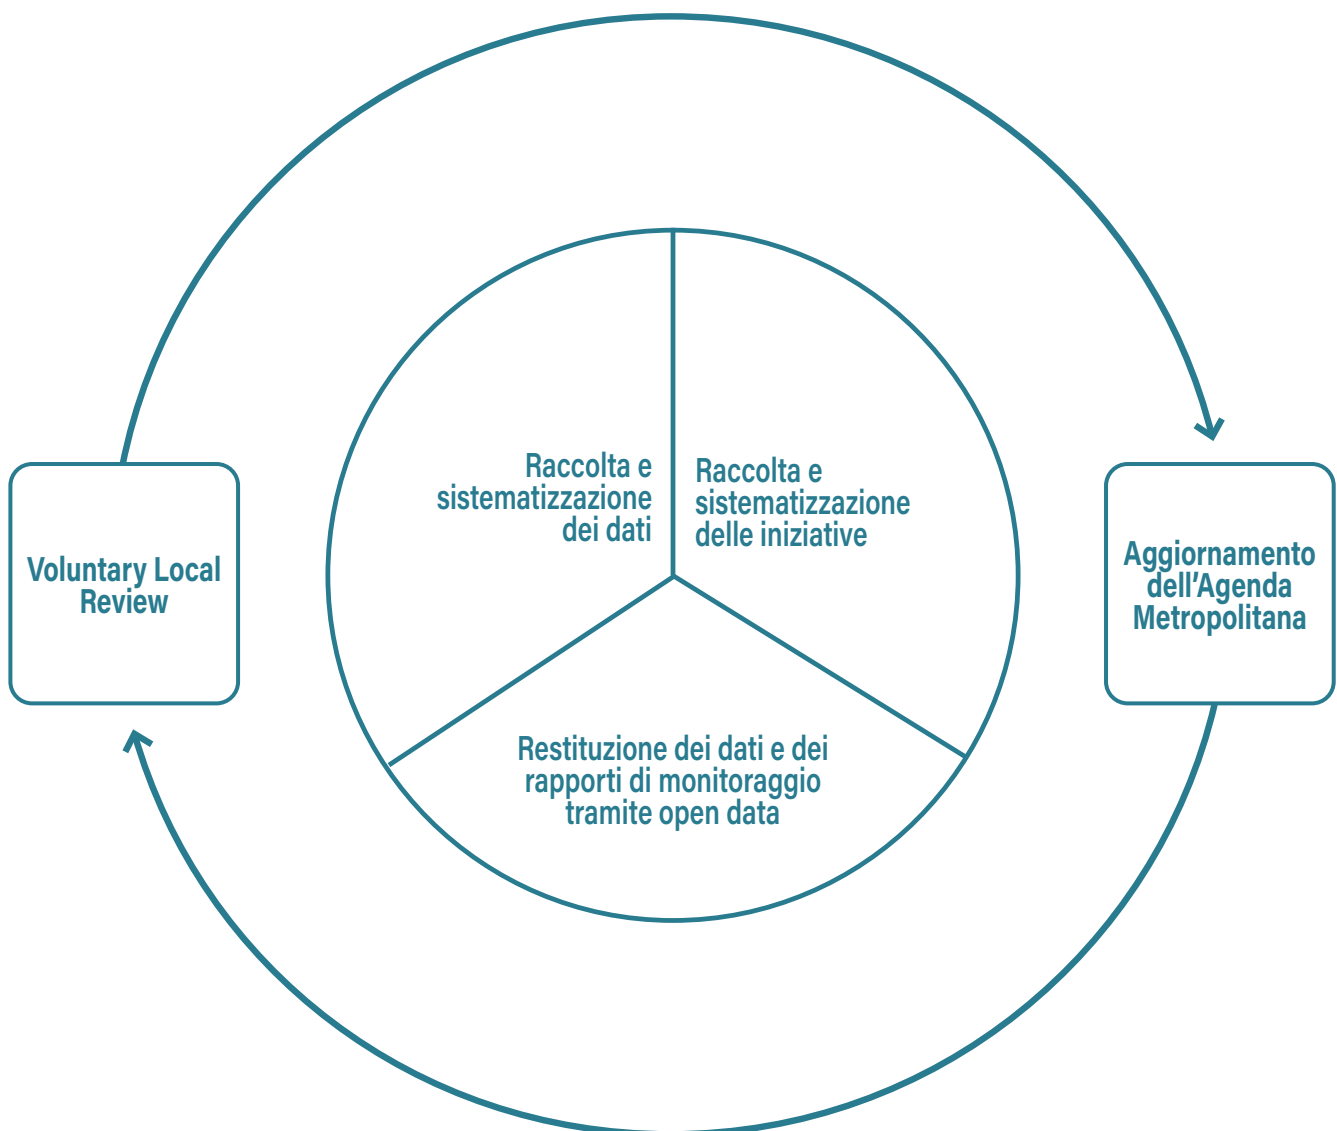 Raccolta e
sistematizzazione
dei dati
Raccolta e
sistematizzazione
delle iniziative
Voluntary Local
Review
Aggiornamento
dell’Agenda
Metropolitana
Restituzione dei dati e dei
rapporti di monitoraggio
tramite open data